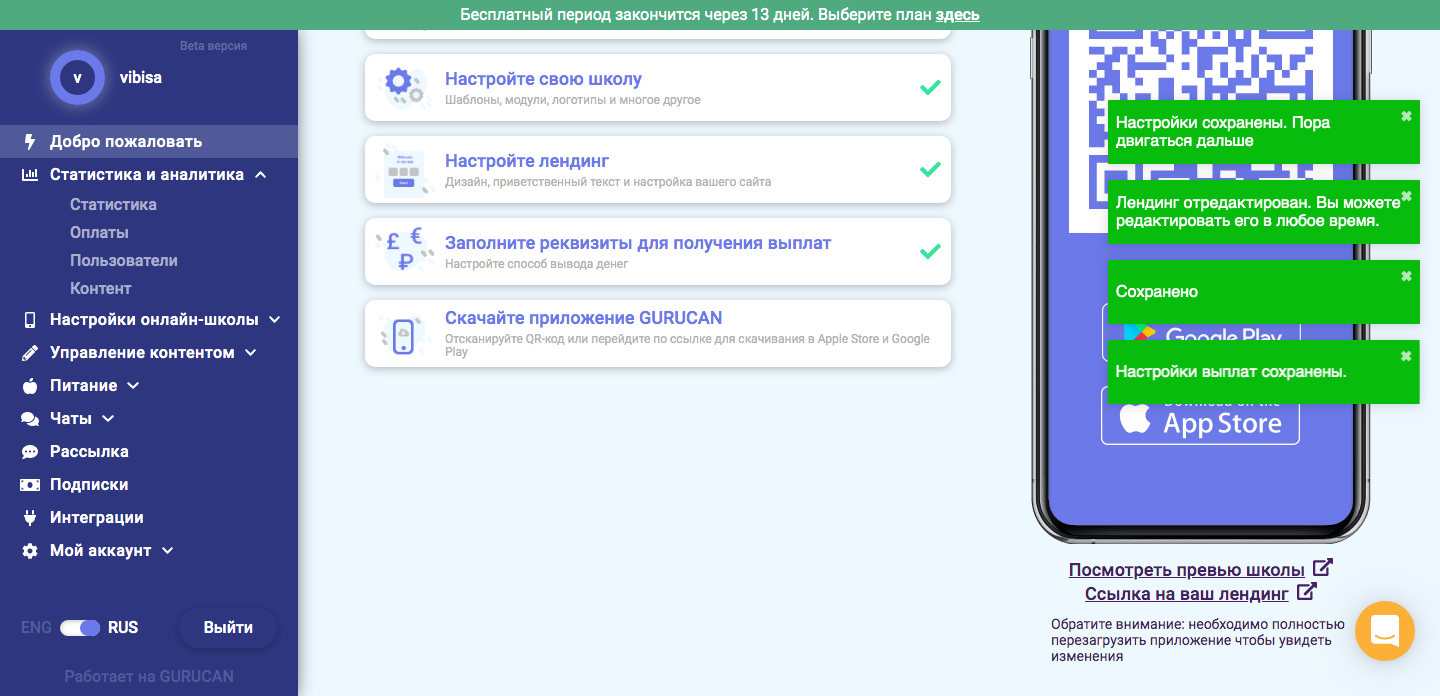 Бесплатный период закончится через 13 дней. Выберите план здесь
Beta версия
v
vibisa
Добро пожаловать
Статистика и аналитика
Статистика
Оплаты
Пользователи
Контент
Настройки онлайн-школы
Управление контентом
Питание
Чаты
Рассылка
Подписки
Интеграции
Мой аккаунт
ENG
RUS
Выйти
Работает на GURUCAN
Настройте свою школу
Шаблоны, модули, логотипы и многое другое
Настройте лендинг
Дизайн, приветственный текст и настройка вашего сайта
Заполните реквизиты для получения выплат
Настройте способ вывода денег
Скачайте приложение GURUCAN
Отсканируйте QR-код или перейдите по ссылке для скачивания в Apple Store и Google
Play
Настройки сохранены. Пора
двигаться дальше
Лендинг отредактирован. Вы можете
редактировать его в любое время.
Сохранено
Google Play
Настройки выплат сохранены.
Download on the
App Store
Посмотреть превью школы
Ссылка на ваш лендинг
Обратите внимание: необходимо полностью
перезагрузить приложение чтобы увидеть
изменения